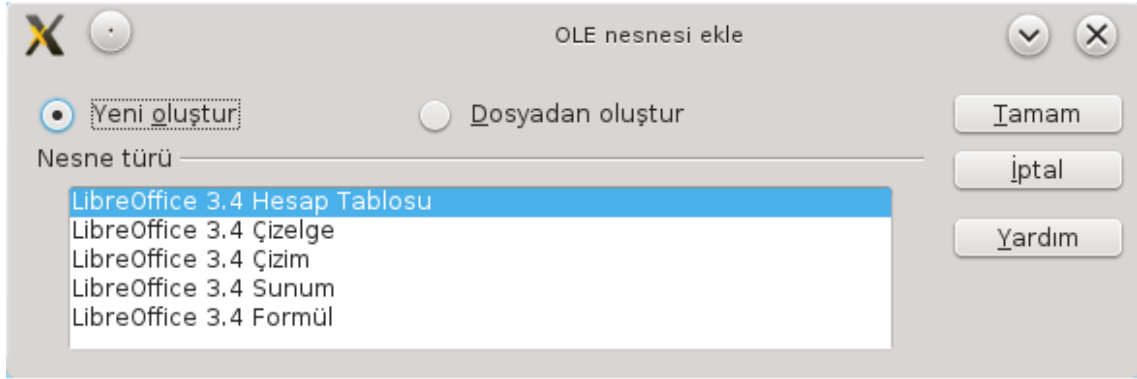 OLE nesnesi ekle
Yeni oluştur
Dosyadan oluştur
Tamam
Nesne türü
İptal
LibreOffice 3.4 Hesap Tablosu
LibreOffice 3.4 Çizelge
Yardım
LibreOffice 3.4 Çizim
LibreOffice 3.4 Sunum
LibreOffice 3.4 Formül